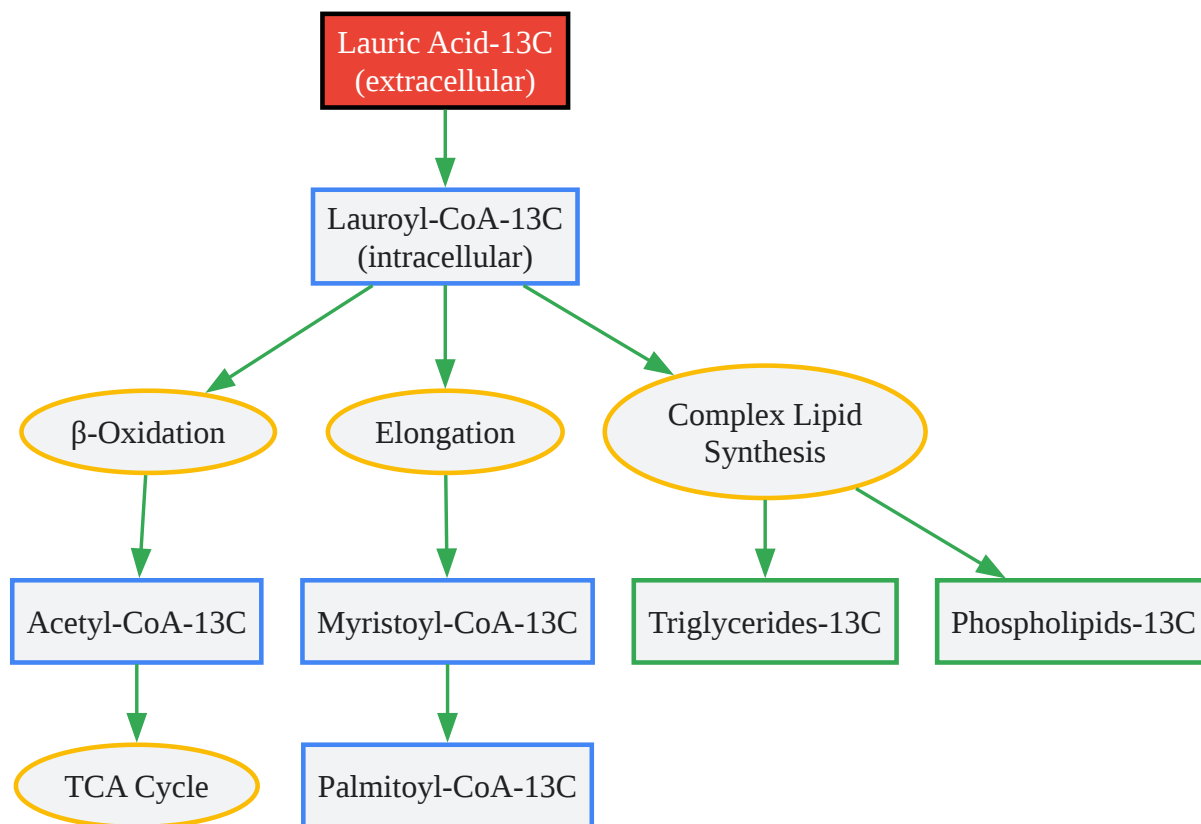 Lauric Acid-13C
(extracellular)
Lauroyl-CoA-13C
(intracellular)
β-Oxidation
Elongation
Complex Lipid
Synthesis
Acetyl-CoA-13C
Myristoyl-CoA-13C
Triglycerides-13C
Phospholipids-13C
TCA Cycle
Palmitoyl-CoA-13C